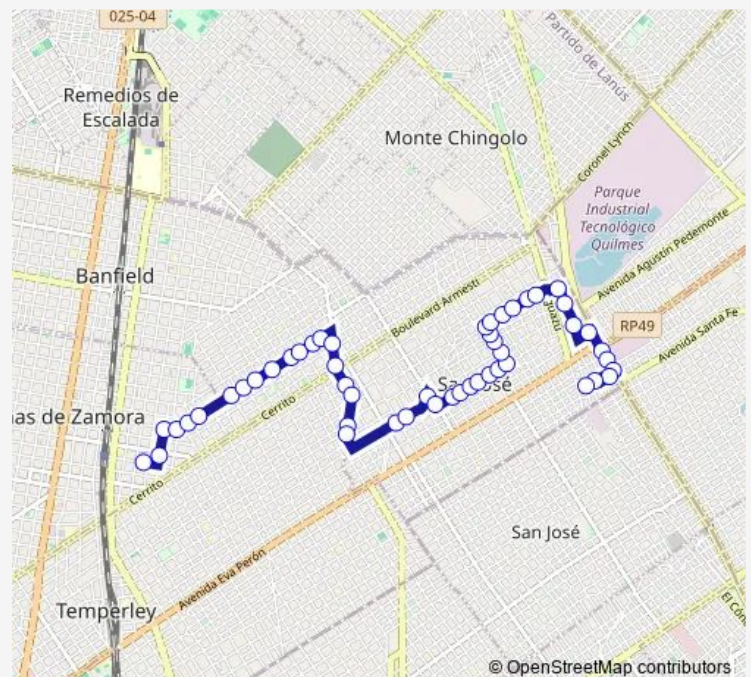 025-04
Remedios de
Escalada
Partido de Lanús
Monte Chingolo
Coronel Lynch
Parque
Industrial
Tecnológico
Quilmes
Avenida Agustín Pedemonte
Banfield
Boulevard Armesti
RP49
Avenida Santa Fe
San José
Cerrito
as de Zamora
Cerrito
San José
Avenida Eva Perón
Temperley
© OpenStreetMap contributors